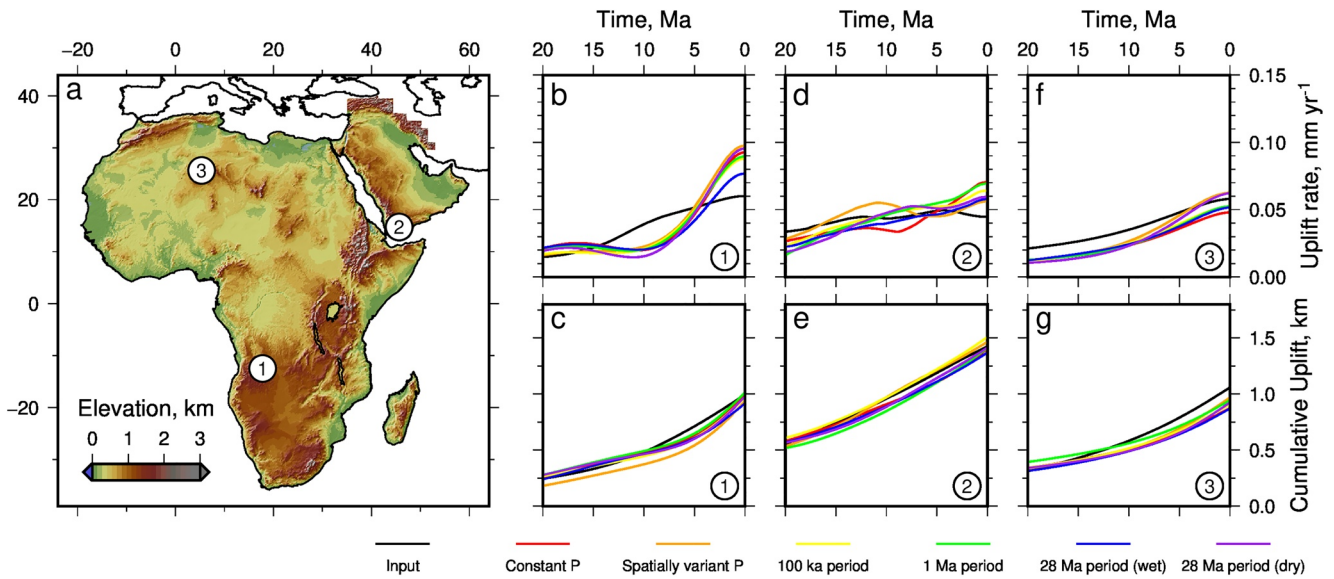 Time, Ma Time, Ma Time, Ma
−20 0 20 40 60 20 15 10 5 0 20 15 10 5 0 20 15 10 5 0
a b d f 0.15
40
3 0.10
20
2 0.05
1 2 3 0.00
Uplift rate, mm yr-1
0 c e g
1.5
1
1.0
−20 Elevation, km
0 1 2 3 0.5
1 2 3 0.0
Cumulative Uplift, km
Input Constant P Spatially variant P 100 ka period 1 Ma period 28 Ma period (wet) 28 Ma period (dry)